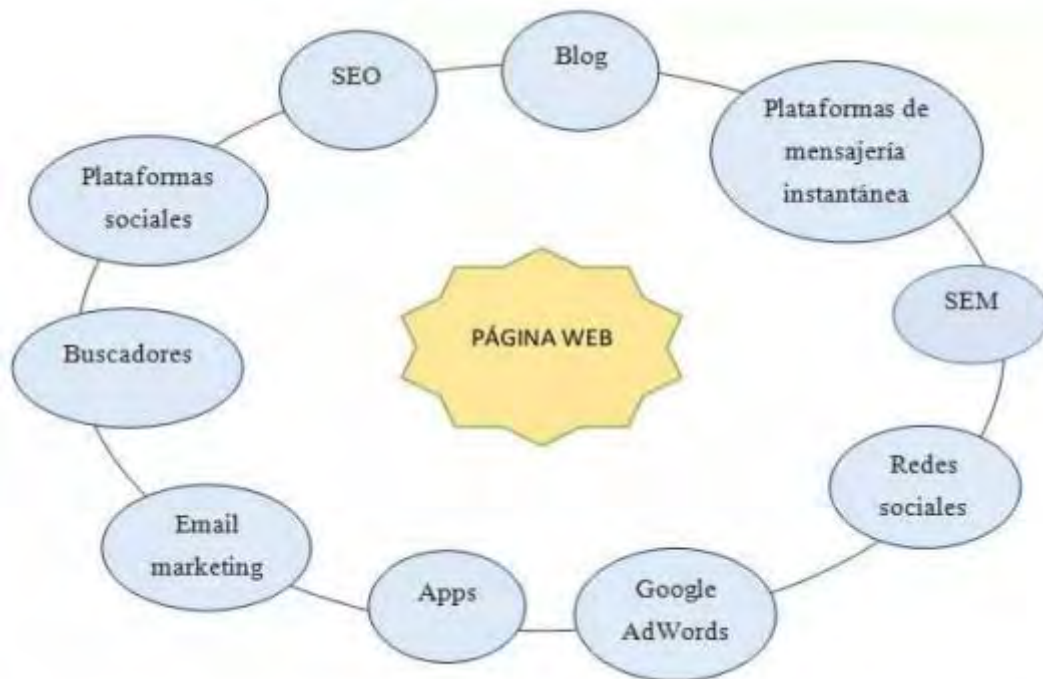 Blog
SEO
Plataformas de
mensajería
instantánea
Plataformas
sociales
SEM
PÁGINA WEB
Buscadores
Redes
sociales
Email
marketing
Apps
Google
AdWords